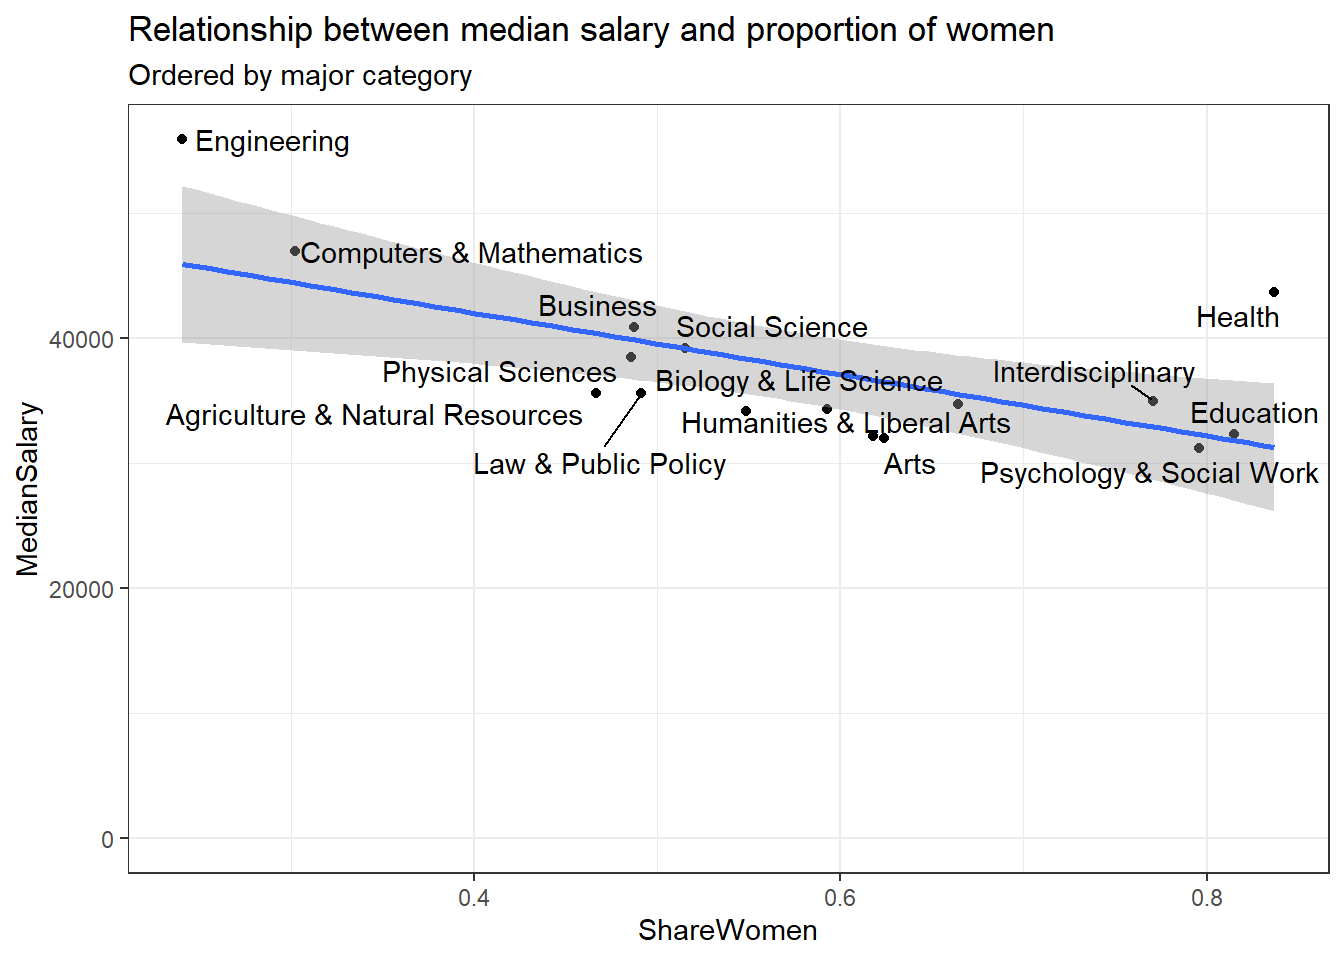 Relationship between median salary and proportion of women
Ordered by major category
Engineering
Computers & Mathematics
Business
Social Science
Health
40000
Physical Sciences
Biology & Life Science
Interdisciplinary
Agriculture & Natural Resources
Humanities & Liberal Arts
Education
Law & Public Policy
Arts
Psychology & Social Work
MedianSalary
20000
0
0.4
0.6
0.8
ShareWomen